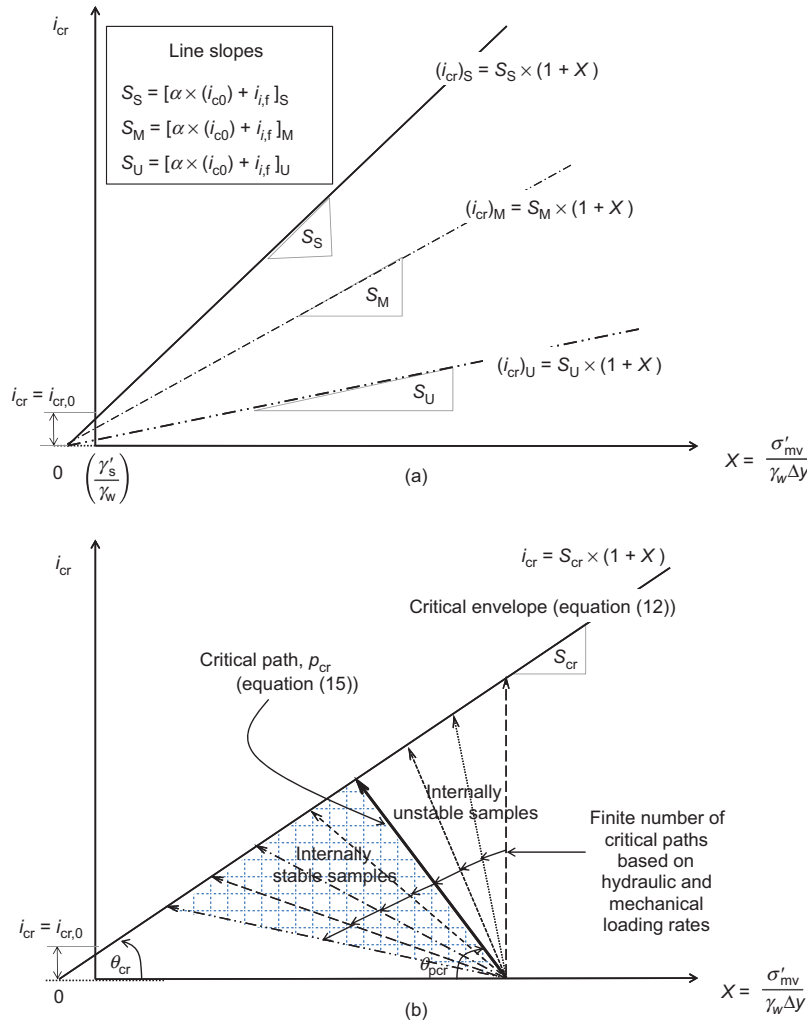 i_cr
Line slopes
S_S = [α × (i_c0) + i_i,f]_S
S_M = [α × (i_c0) + i_i,f]_M
S_U = [α × (i_c0) + i_i,f]_U
(i_cr)_S = S_S × (1 + X)
(i_cr)_M = S_M × (1 + X)
(i_cr)_U = S_U × (1 + X)
S_S
S_M
S_U
i_cr = i_cr,0
0
(γ′_s / γ_w)
(a)
X = σ′_mv / γ_w Δy
i_cr
i_cr = S_cr × (1 + X)
Critical envelope (equation (12))
S_cr
Critical path, p_cr
(equation (15))
Internally
unstable samples
Internally
stable samples
Finite number of
critical paths
based on
hydraulic and
mechanical
loading rates
i_cr = i_cr,0
θ_cr
θ_pcr
0
(b)
X = σ′_mv / γ_w Δy